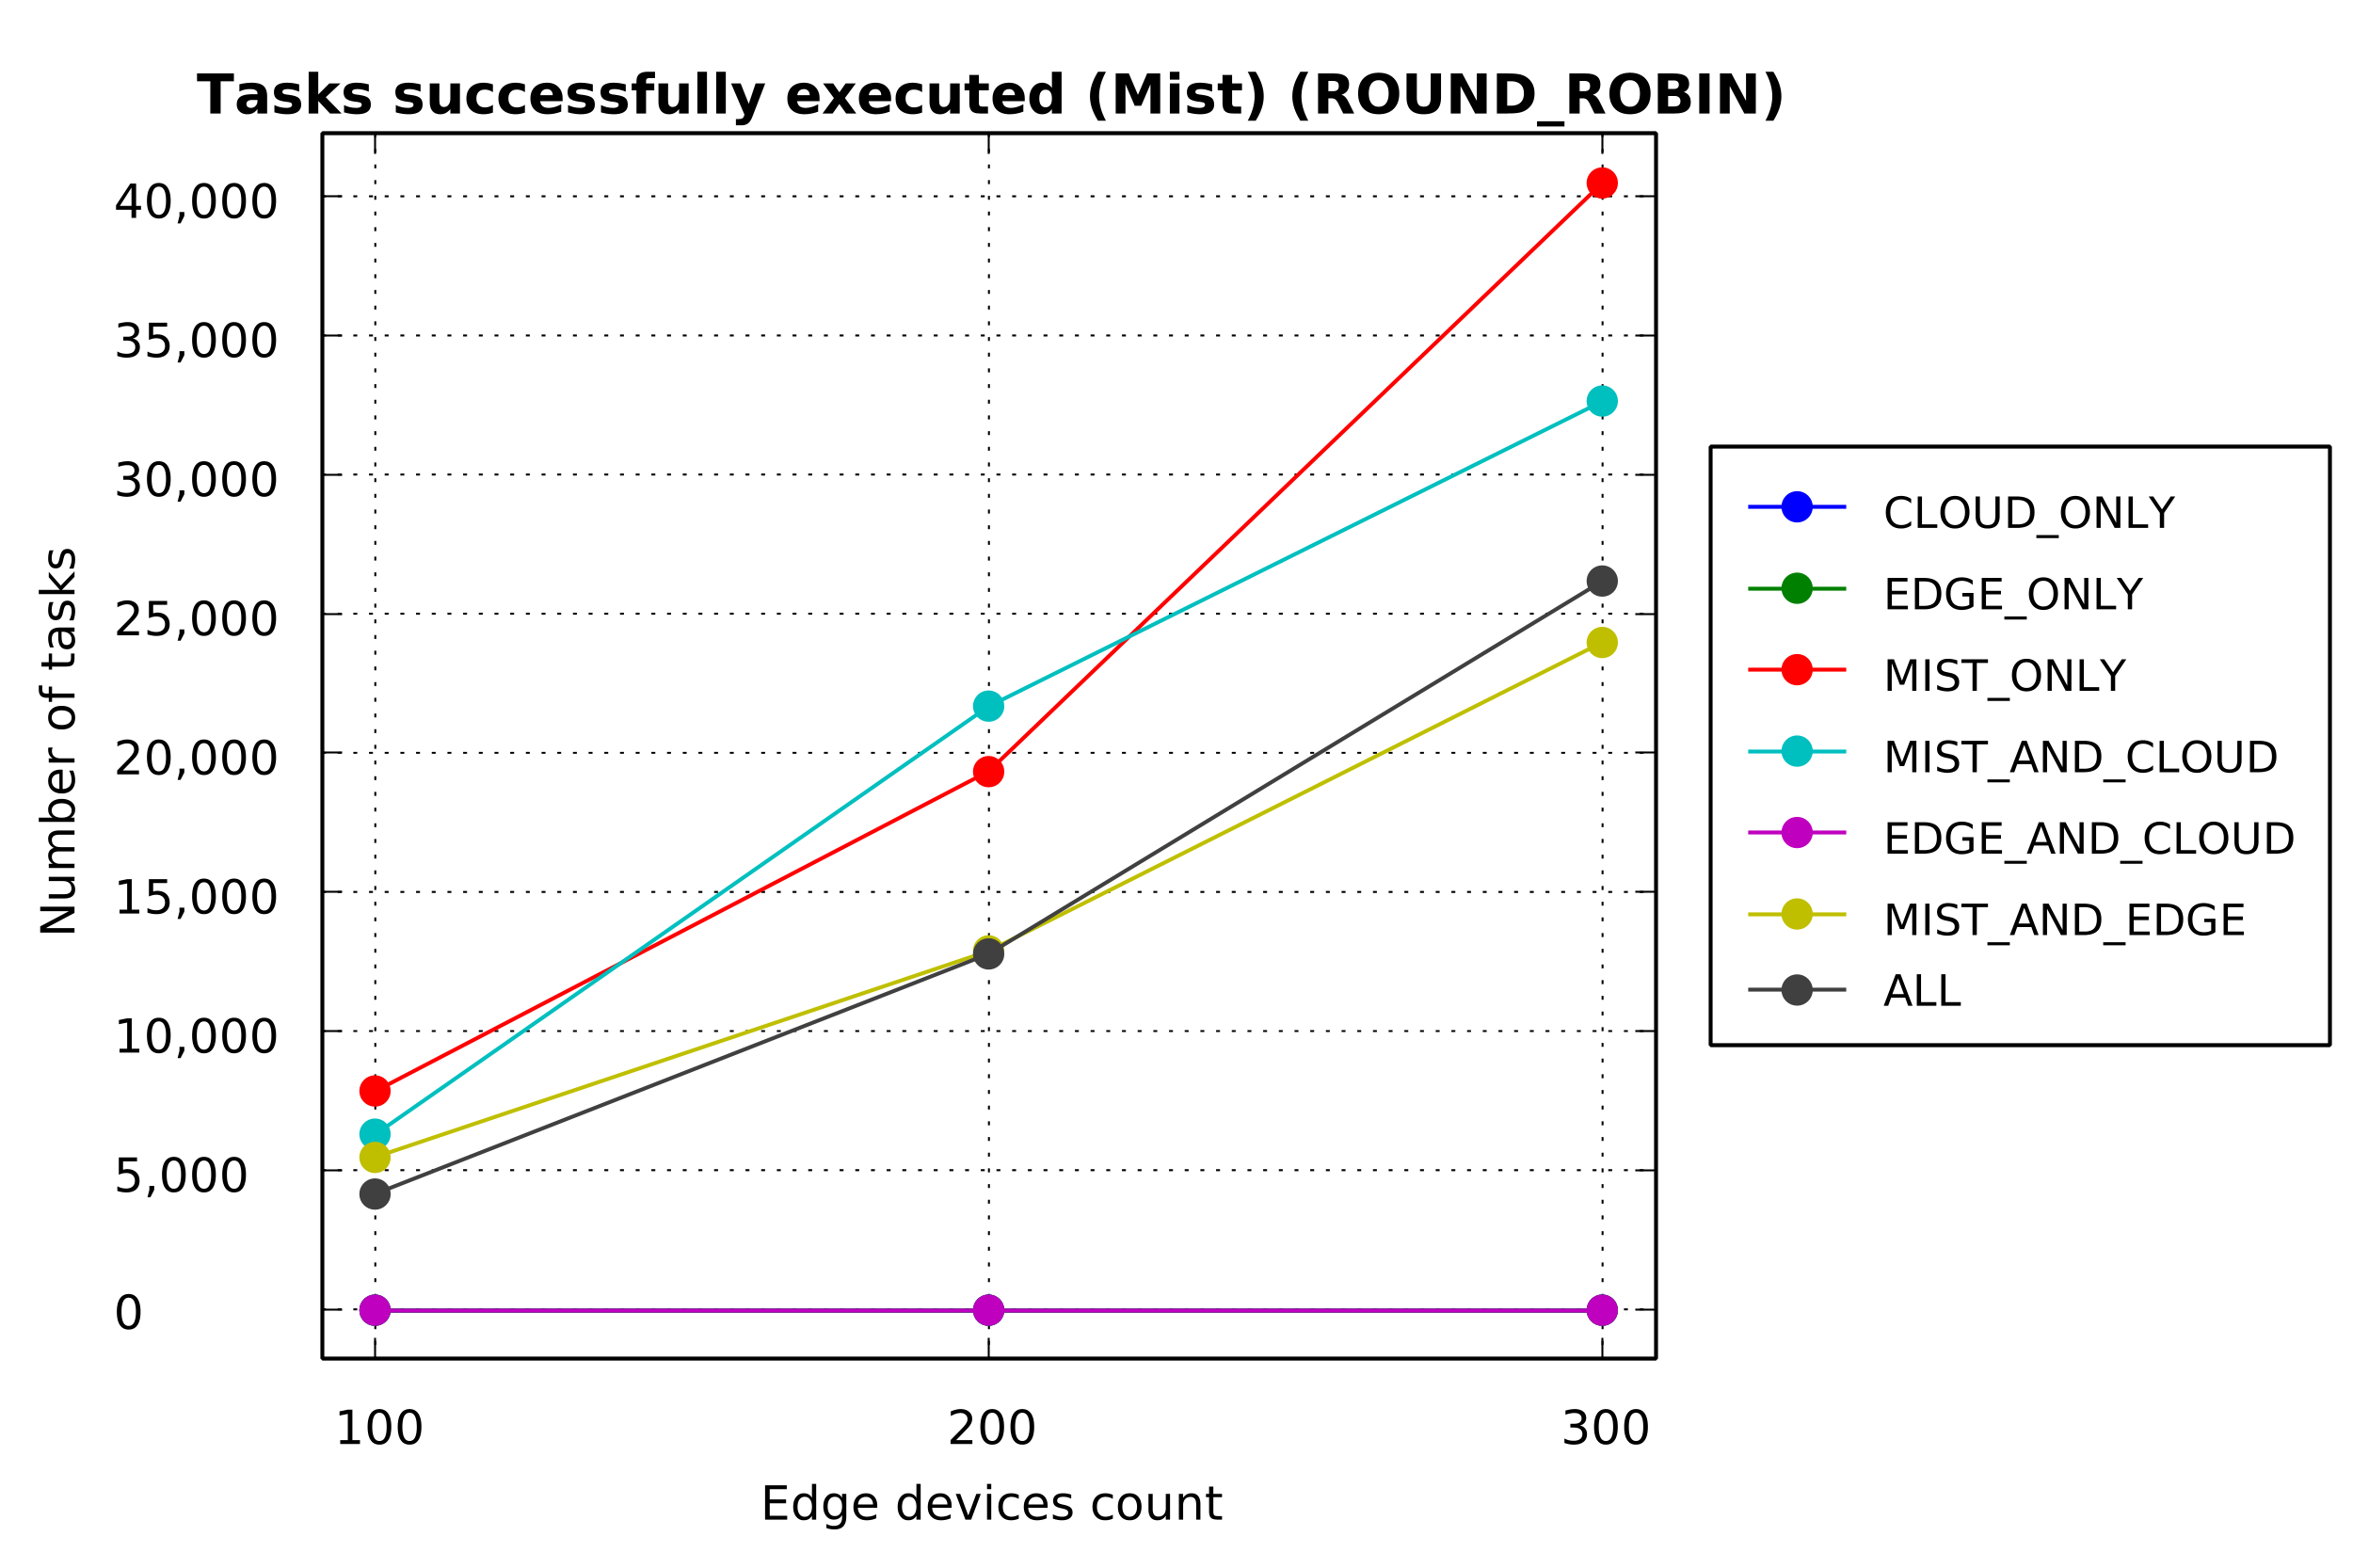 Tasks successfully executed (Mist) (ROUND_ROBIN)
Number of tasks
40,000
35,000
30,000
25,000
20,000
15,000
10,000
5,000
0
100
200
300
Edge devices count
CLOUD_ONLY
EDGE_ONLY
MIST_ONLY
MIST_AND_CLOUD
EDGE_AND_CLOUD
MIST_AND_EDGE
ALL